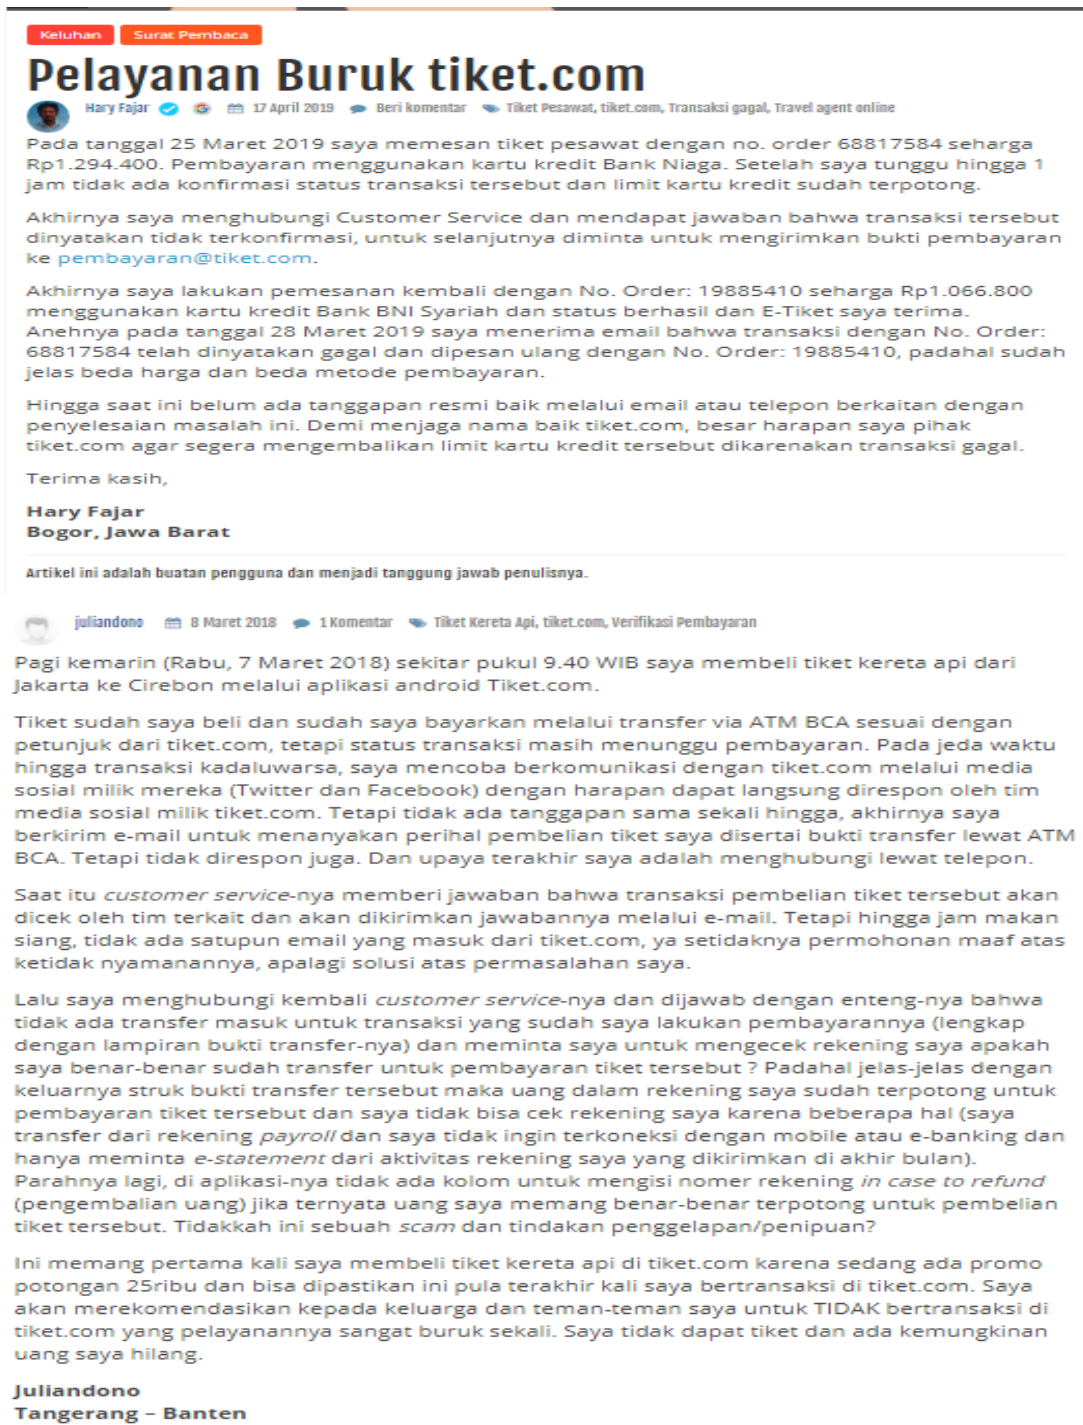 Keluhan Surat Pembaca
Pelayanan Buruk tiket.com
Hary Fajar 17 April 2019 Beri komentar Tiket Pesawat, tiket.com, Transaksi gagal, Travel agent online
Pada tanggal 25 Maret 2019 saya memesan tiket pesawat dengan no. order 68817584 seharga
Rp1.294.400. Pembayaran menggunakan kartu kredit Bank Niaga. Setelah saya tunggu hingga 1
jam tidak ada konfirmasi status transaksi tersebut dan limit kartu kredit sudah terpotong.
Akhirnya saya menghubungi Customer Service dan mendapat jawaban bahwa transaksi tersebut
dinyatakan tidak terkonfirmasi, untuk selanjutnya diminta untuk mengirimkan bukti pembayaran
ke pembayaran@tiket.com.
Akhirnya saya lakukan pemesanan kembali dengan No. Order: 19885410 seharga Rp1.066.800
menggunakan kartu kredit Bank BNI Syariah dan status berhasil dan E-Tiket saya terima.
Anehnya pada tanggal 28 Maret 2019 saya menerima email bahwa transaksi dengan No. Order:
68817584 telah dinyatakan gagal dan dipesan ulang dengan No. Order: 19885410, padahal sudah
jelas beda harga dan beda metode pembayaran.
Hingga saat ini belum ada tanggapan resmi baik melalui email atau telepon berkaitan dengan
penyelesaian masalah ini. Demi menjaga nama baik tiket.com, besar harapan saya pihak
tiket.com agar segera mengembalikan limit kartu kredit tersebut dikarenakan transaksi gagal.
Terima kasih,
Hary Fajar
Bogor, Jawa Barat
Artikel ini adalah buatan pengguna dan menjadi tanggung jawab penulisnya.
juliandono 8 Maret 2018 1 Komentar Tiket Kereta Api, tiket.com, Verifikasi Pembayaran
Pagi kemarin (Rabu, 7 Maret 2018) sekitar pukul 9.40 WIB saya membeli tiket kereta api dari
Jakarta ke Cirebon melalui aplikasi android Tiket.com.
Tiket sudah saya beli dan sudah saya bayarkan melalui transfer via ATM BCA sesuai dengan
petunjuk dari tiket.com, tetapi status transaksi masih menunggu pembayaran. Pada jeda waktu
hingga transaksi kadaluwarsa, saya mencoba berkomunikasi dengan tiket.com melalui media
sosial milik mereka (Twitter dan Facebook) dengan harapan dapat langsung direspon oleh tim
media sosial milik tiket.com. Tetapi tidak ada tanggapan sama sekali hingga, akhirnya saya
berkirim e-mail untuk menanyakan perihal pembelian tiket saya disertai bukti transfer lewat ATM
BCA. Tetapi tidak direspon juga. Dan upaya terakhir saya adalah menghubungi lewat telepon.
Saat itu customer service-nya memberi jawaban bahwa transaksi pembelian tiket tersebut akan
dicek oleh tim terkait dan akan dikirimkan jawabannya melalui e-mail. Tetapi hingga jam makan
siang, tidak ada satupun email yang masuk dari tiket.com, ya setidaknya permohonan maaf atas
ketidak nyamanannya, apalagi solusi atas permasalahan saya.
Lalu saya menghubungi kembali customer service-nya dan dijawab dengan enteng-nya bahwa
tidak ada transfer masuk untuk transaksi yang sudah saya lakukan pembayarannya (lengkap
dengan lampiran bukti transfer-nya) dan meminta saya untuk mengecek rekening saya apakah
saya benar-benar sudah transfer untuk pembayaran tiket tersebut ? Padahal jelas-jelas dengan
keluarnya struk bukti transfer tersebut maka uang dalam rekening saya sudah terpotong untuk
pembayaran tiket tersebut dan saya tidak bisa cek rekening saya karena beberapa hal (saya
transfer dari rekening payroll dan saya tidak ingin terkoneksi dengan mobile atau e-banking dan
hanya meminta e-statement dari aktivitas rekening saya yang dikirimkan di akhir bulan).
Parahnya lagi, di aplikasi-nya tidak ada kolom untuk mengisi nomer rekening in case to refund
(pengembalian uang) jika ternyata uang saya memang benar-benar terpotong untuk pembelian
tiket tersebut. Tidakkah ini sebuah scam dan tindakan penggelapan/penipuan?
Ini memang pertama kali saya membeli tiket kereta api di tiket.com karena sedang ada promo
potongan 25ribu dan bisa dipastikan ini pula terakhir kali saya bertransaksi di tiket.com. Saya
akan merekomendasikan kepada keluarga dan teman-teman saya untuk TIDAK bertransaksi di
tiket.com yang pelayanannya sangat buruk sekali. Saya tidak dapat tiket dan ada kemungkinan
uang saya hilang.
Juliandono
Tangerang – Banten